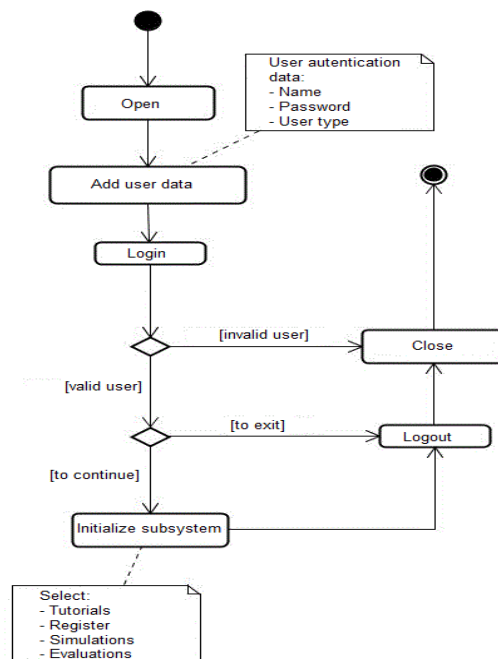 User autentication
data:
- Name
- Password
- User type
Open
Add user data
Login
[invalid user]
Close
[valid user]
[to exit]
Logout
[to continue]
Initialize subsystem
Select:
- Tutorials
- Register
- Simulations
- Evaluations